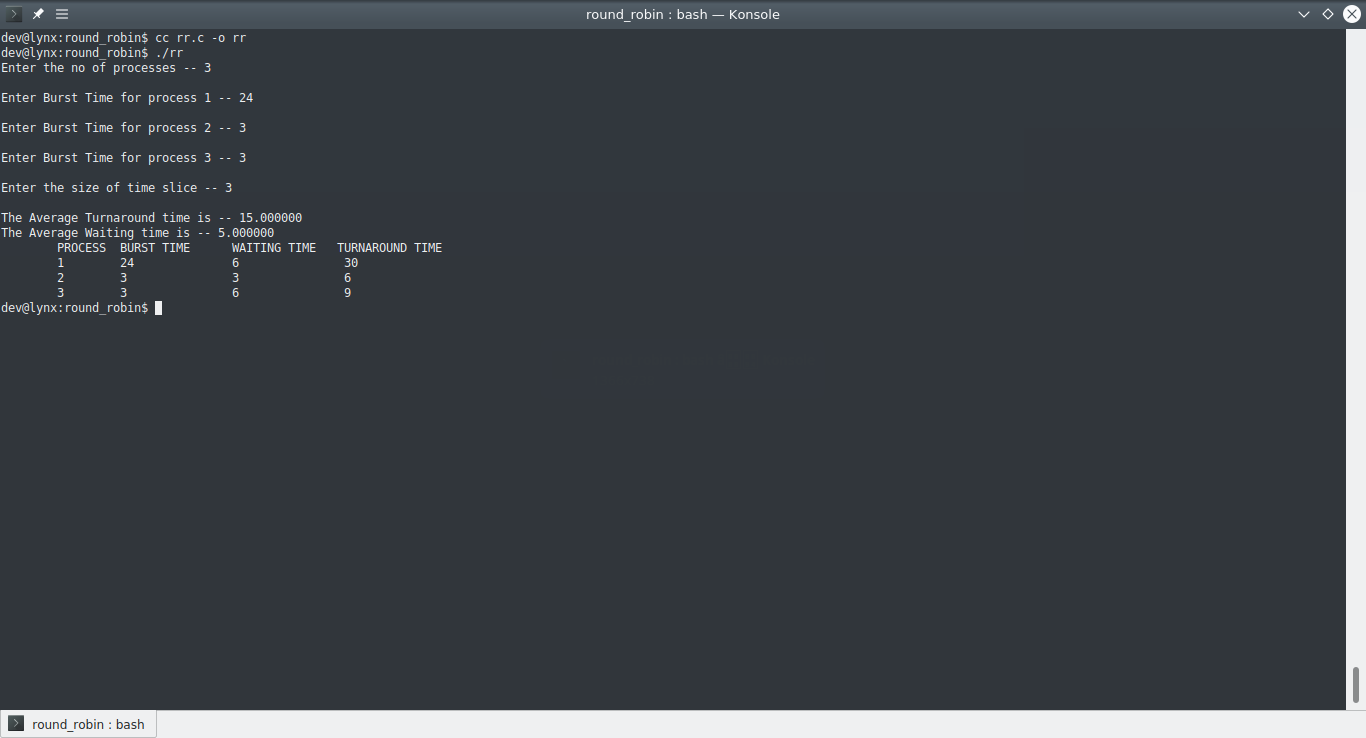 round_robin : bash — Konsole
dev@lynx:round_robin$ cc rr.c -o rr
dev@lynx:round_robin$ ./rr
Enter the no of processes -- 3
Enter Burst Time for process 1 -- 24
Enter Burst Time for process 2 -- 3
Enter Burst Time for process 3 -- 3
Enter the size of time slice -- 3
The Average Turnaround time is -- 15.000000
The Average Waiting time is -- 5.000000
PROCESS BURST TIME WAITING TIME TURNAROUND TIME
1 24 6 30
2 3 3 6
3 3 6 9
dev@lynx:round_robin$
round_robin : bash